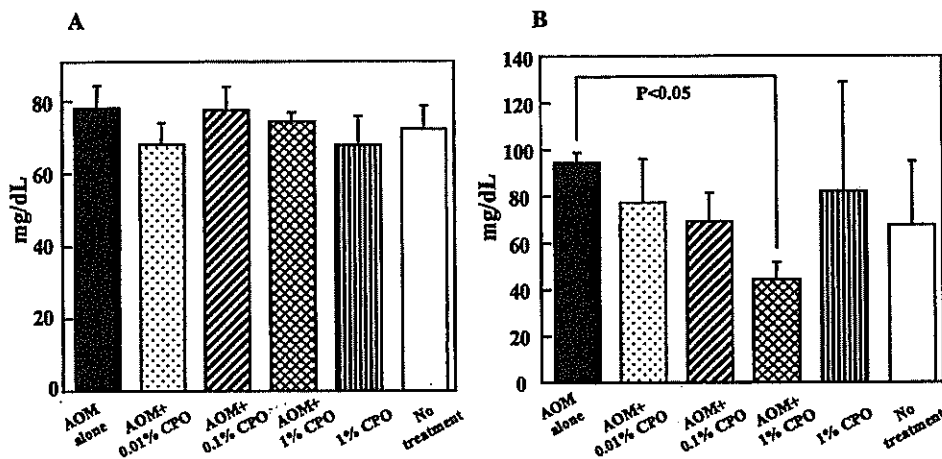 A
B
mg/dL
80
60
40
20
0
AOM
alone
AOM+
0.01% CPO
AOM+
0.1% CPO
AOM+
1% CPO
1% CPO
No
treatment
mg/dL
140
120
100
80
60
40
20
0
P<0.05
AOM
alone
AOM+
0.01% CPO
AOM+
0.1% CPO
AOM+
1% CPO
1% CPO
No
treatment